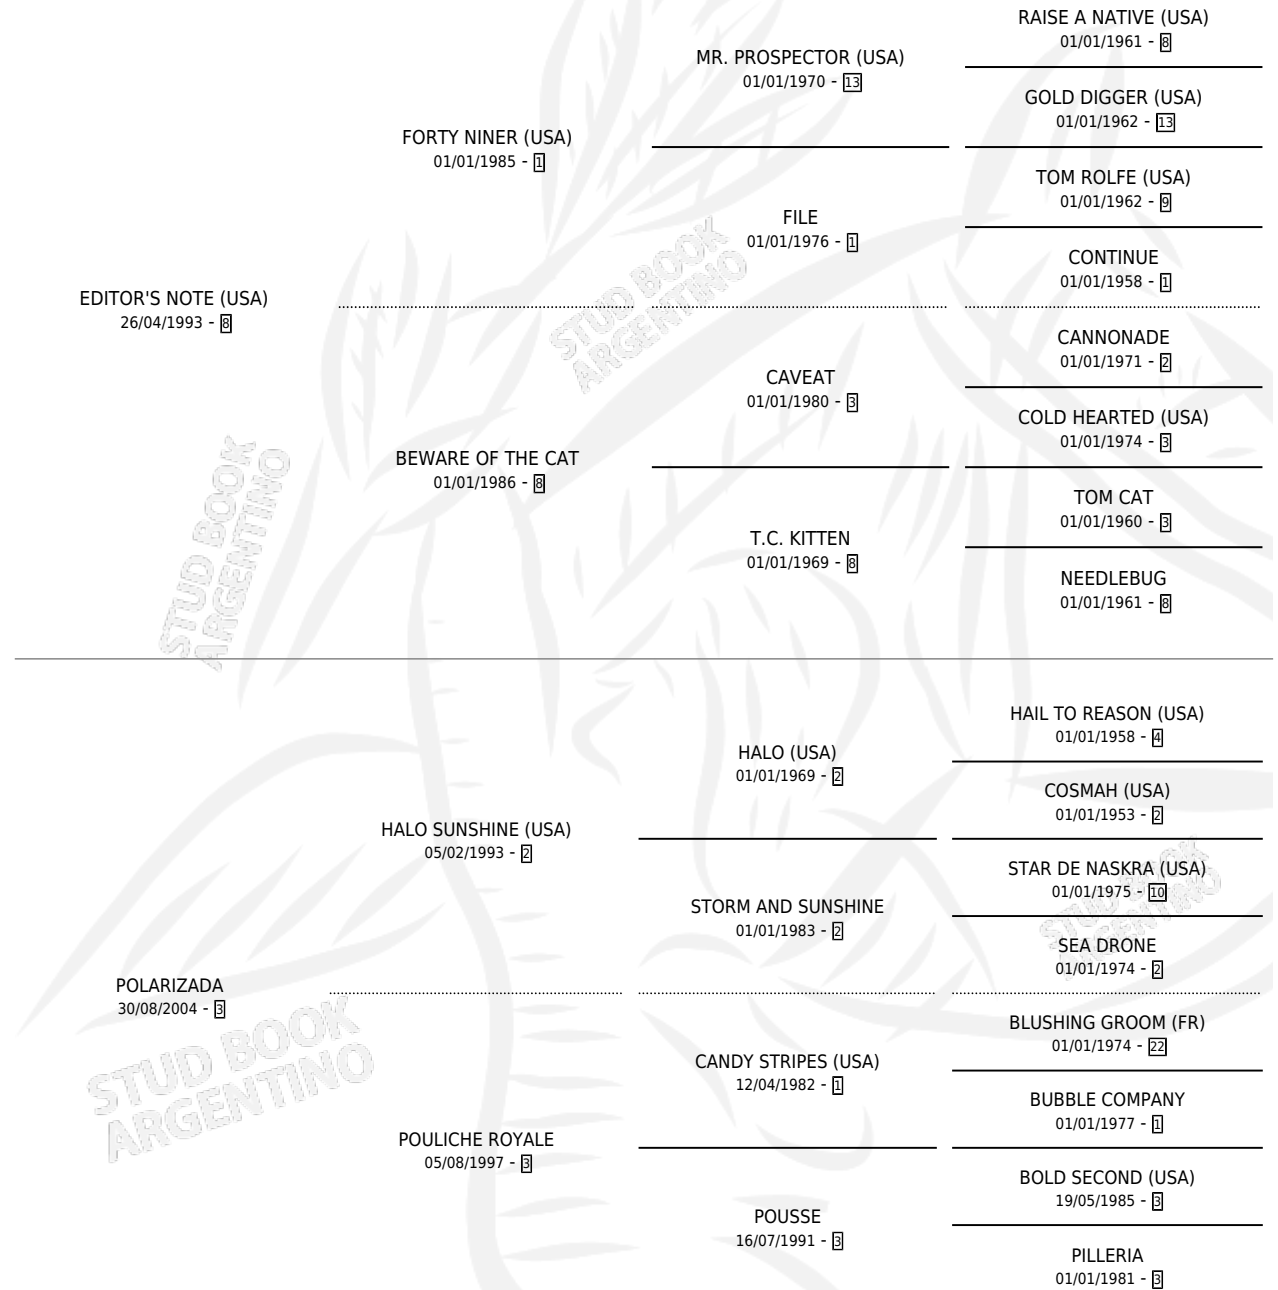 RAISE A NATIVE (USA)
01/01/1961 - 8
MR. PROSPECTOR (USA)
01/01/1970 - 13
GOLD DIGGER (USA)
01/01/1962 - 13
FORTY NINER (USA)
01/01/1985 - 1
TOM ROLFE (USA)
01/01/1962 - 9
FILE
01/01/1976 - 1
CONTINUE
01/01/1958 - 1
EDITOR'S NOTE (USA)
26/04/1993 - 8
CANNONADE
01/01/1971 - 2
CAVEAT
01/01/1980 - 3
COLD HEARTED (USA)
01/01/1974 - 3
BEWARE OF THE CAT
01/01/1986 - 8
TOM CAT
01/01/1960 - 3
T.C. KITTEN
01/01/1969 - 8
NEEDLEBUG
01/01/1961 - 8
HAIL TO REASON (USA)
01/01/1958 - 4
HALO (USA)
01/01/1969 - 2
COSMAH (USA)
01/01/1953 - 2
HALO SUNSHINE (USA)
05/02/1993 - 2
STAR DE NASKRA (USA)
01/01/1975 - 10
STORM AND SUNSHINE
01/01/1983 - 2
SEA DRONE
01/01/1974 - 2
POLARIZADA
30/08/2004 - 3
BLUSHING GROOM (FR)
01/01/1974 - 22
CANDY STRIPES (USA)
12/04/1982 - 1
BUBBLE COMPANY
01/01/1977 - 1
POULICHE ROYALE
05/08/1997 - 3
BOLD SECOND (USA)
19/05/1985 - 3
POUSSE
16/07/1991 - 3
PILLERIA
01/01/1981 - 3
STUD BOOK
ARGENTINO
STUD BOOK
ARGENTINO
STUD BOOK
ARGENTINO
STUD BOOK
ARGENTINO